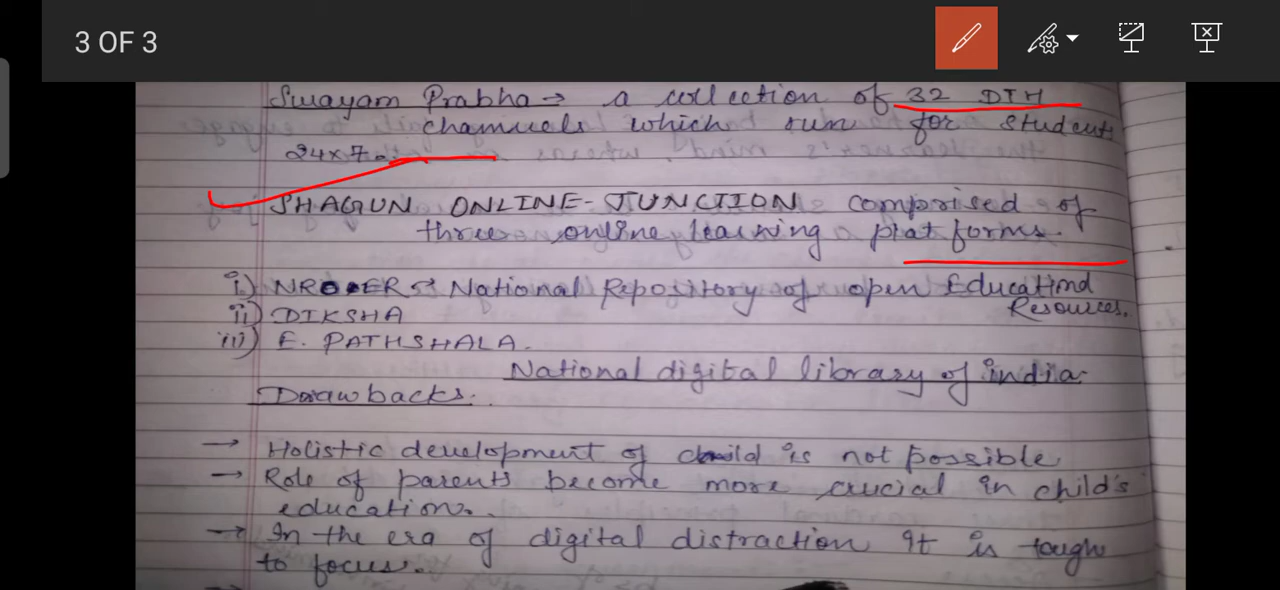 3 OF 3
Swayam Prabha → a collection of 32 DTH
channels which run for students
24x7.
SHAGUN ONLINE-JUNCTION comprised of
three online learning platforms.
i) NROER → National Repository of open Educational
Resources.
ii) DIKSHA
iii) E. PATHSHALA.
National digital library of india
Drawbacks.
→ Holistic development of child is not possible
→ Role of parents become more crucial in child's
education.
→ In the era of digital distraction It is tough
to focus.